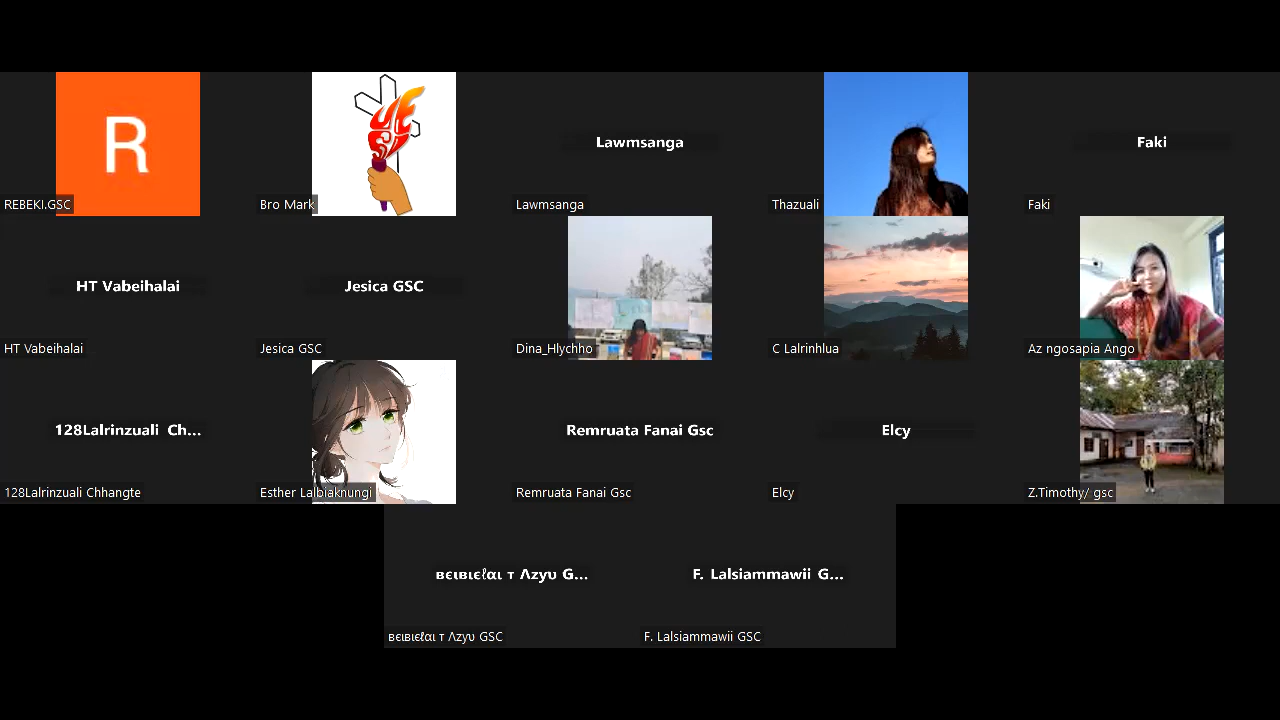 R
REBEKI.GSC
Bro Mark
Lawmsanga
Lawmsanga
Thazuali
Faki
Faki
HT Vabeihalai
HT Vabeihalai
Jesica GSC
Jesica GSC
Dina_Hlychho
C Lalrinhlua
Az ngosapia Ango
128Lalrinzuali Ch...
128Lalrinzuali Chhangte
Esther Lalbiaknungi
Remruata Fanai Gsc
Remruata Fanai Gsc
Elcy
Elcy
Z.Timothy/ gsc
вєιвιєℓαι т Λzyυ G...
вєιвιєℓαι т Λzyυ GSC
F. Lalsiammawii G...
F. Lalsiammawii GSC